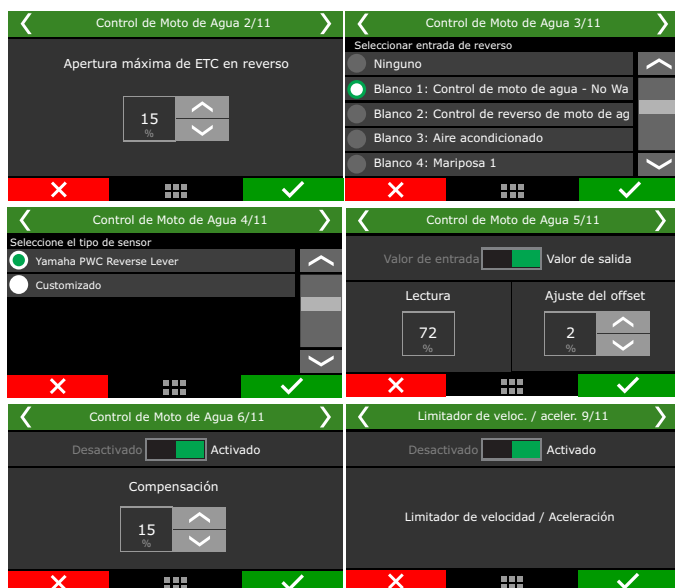 Control de Moto de Agua 2/11
Apertura máxima de ETC en reverso
15
%
Control de Moto de Agua 3/11
Seleccionar entrada de reverso
Ninguno
Blanco 1: Control de moto de agua - No Wa
Blanco 2: Control de reverso de moto de ag
Blanco 3: Aire acondicionado
Blanco 4: Mariposa 1
Control de Moto de Agua 4/11
Seleccione el tipo de sensor
Yamaha PWC Reverse Lever
Customizado
Control de Moto de Agua 5/11
Valor de entrada Valor de salida
Lectura Ajuste del offset
72 2
% %
Control de Moto de Agua 6/11
Desactivado Activado
Compensación
15
%
Limitador de veloc. / aceler. 9/11
Desactivado Activado
Limitador de velocidad / Aceleración